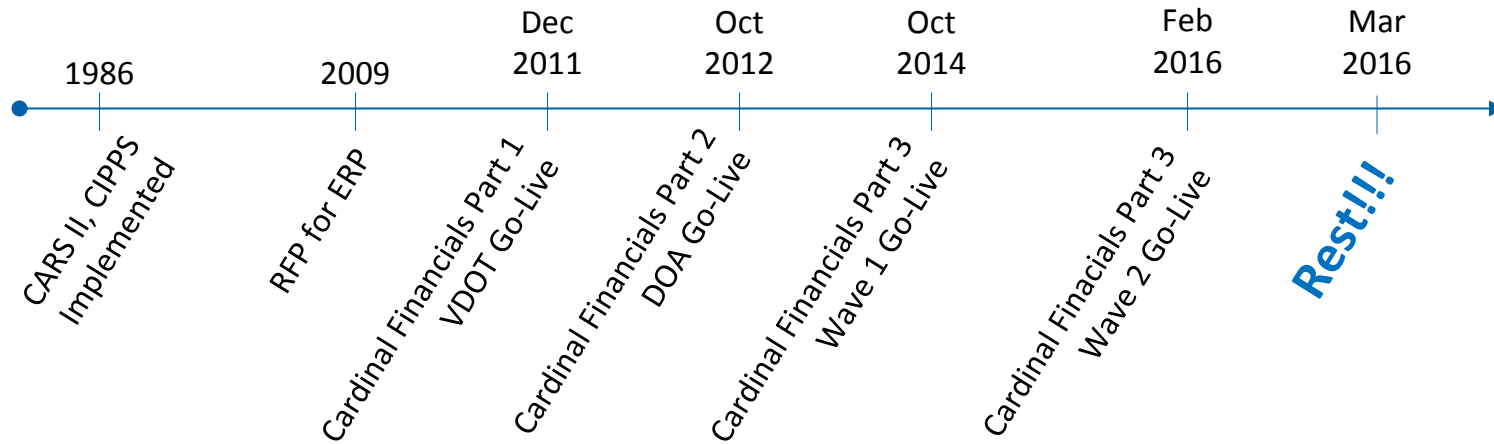 1986
2009
Dec
2011
Oct
2012
Oct
2014
Feb
2016
Mar
2016
CARS II, CIPPS
Implemented
RFP for ERP
Cardinal Financials Part 1
VDOT Go-Live
Cardinal Financials Part 2
DOA Go-Live
Cardinal Financials Part 3
Wave 1 Go-Live
Cardinal Finacials Part 3
Wave 2 Go-Live
Rest!!!